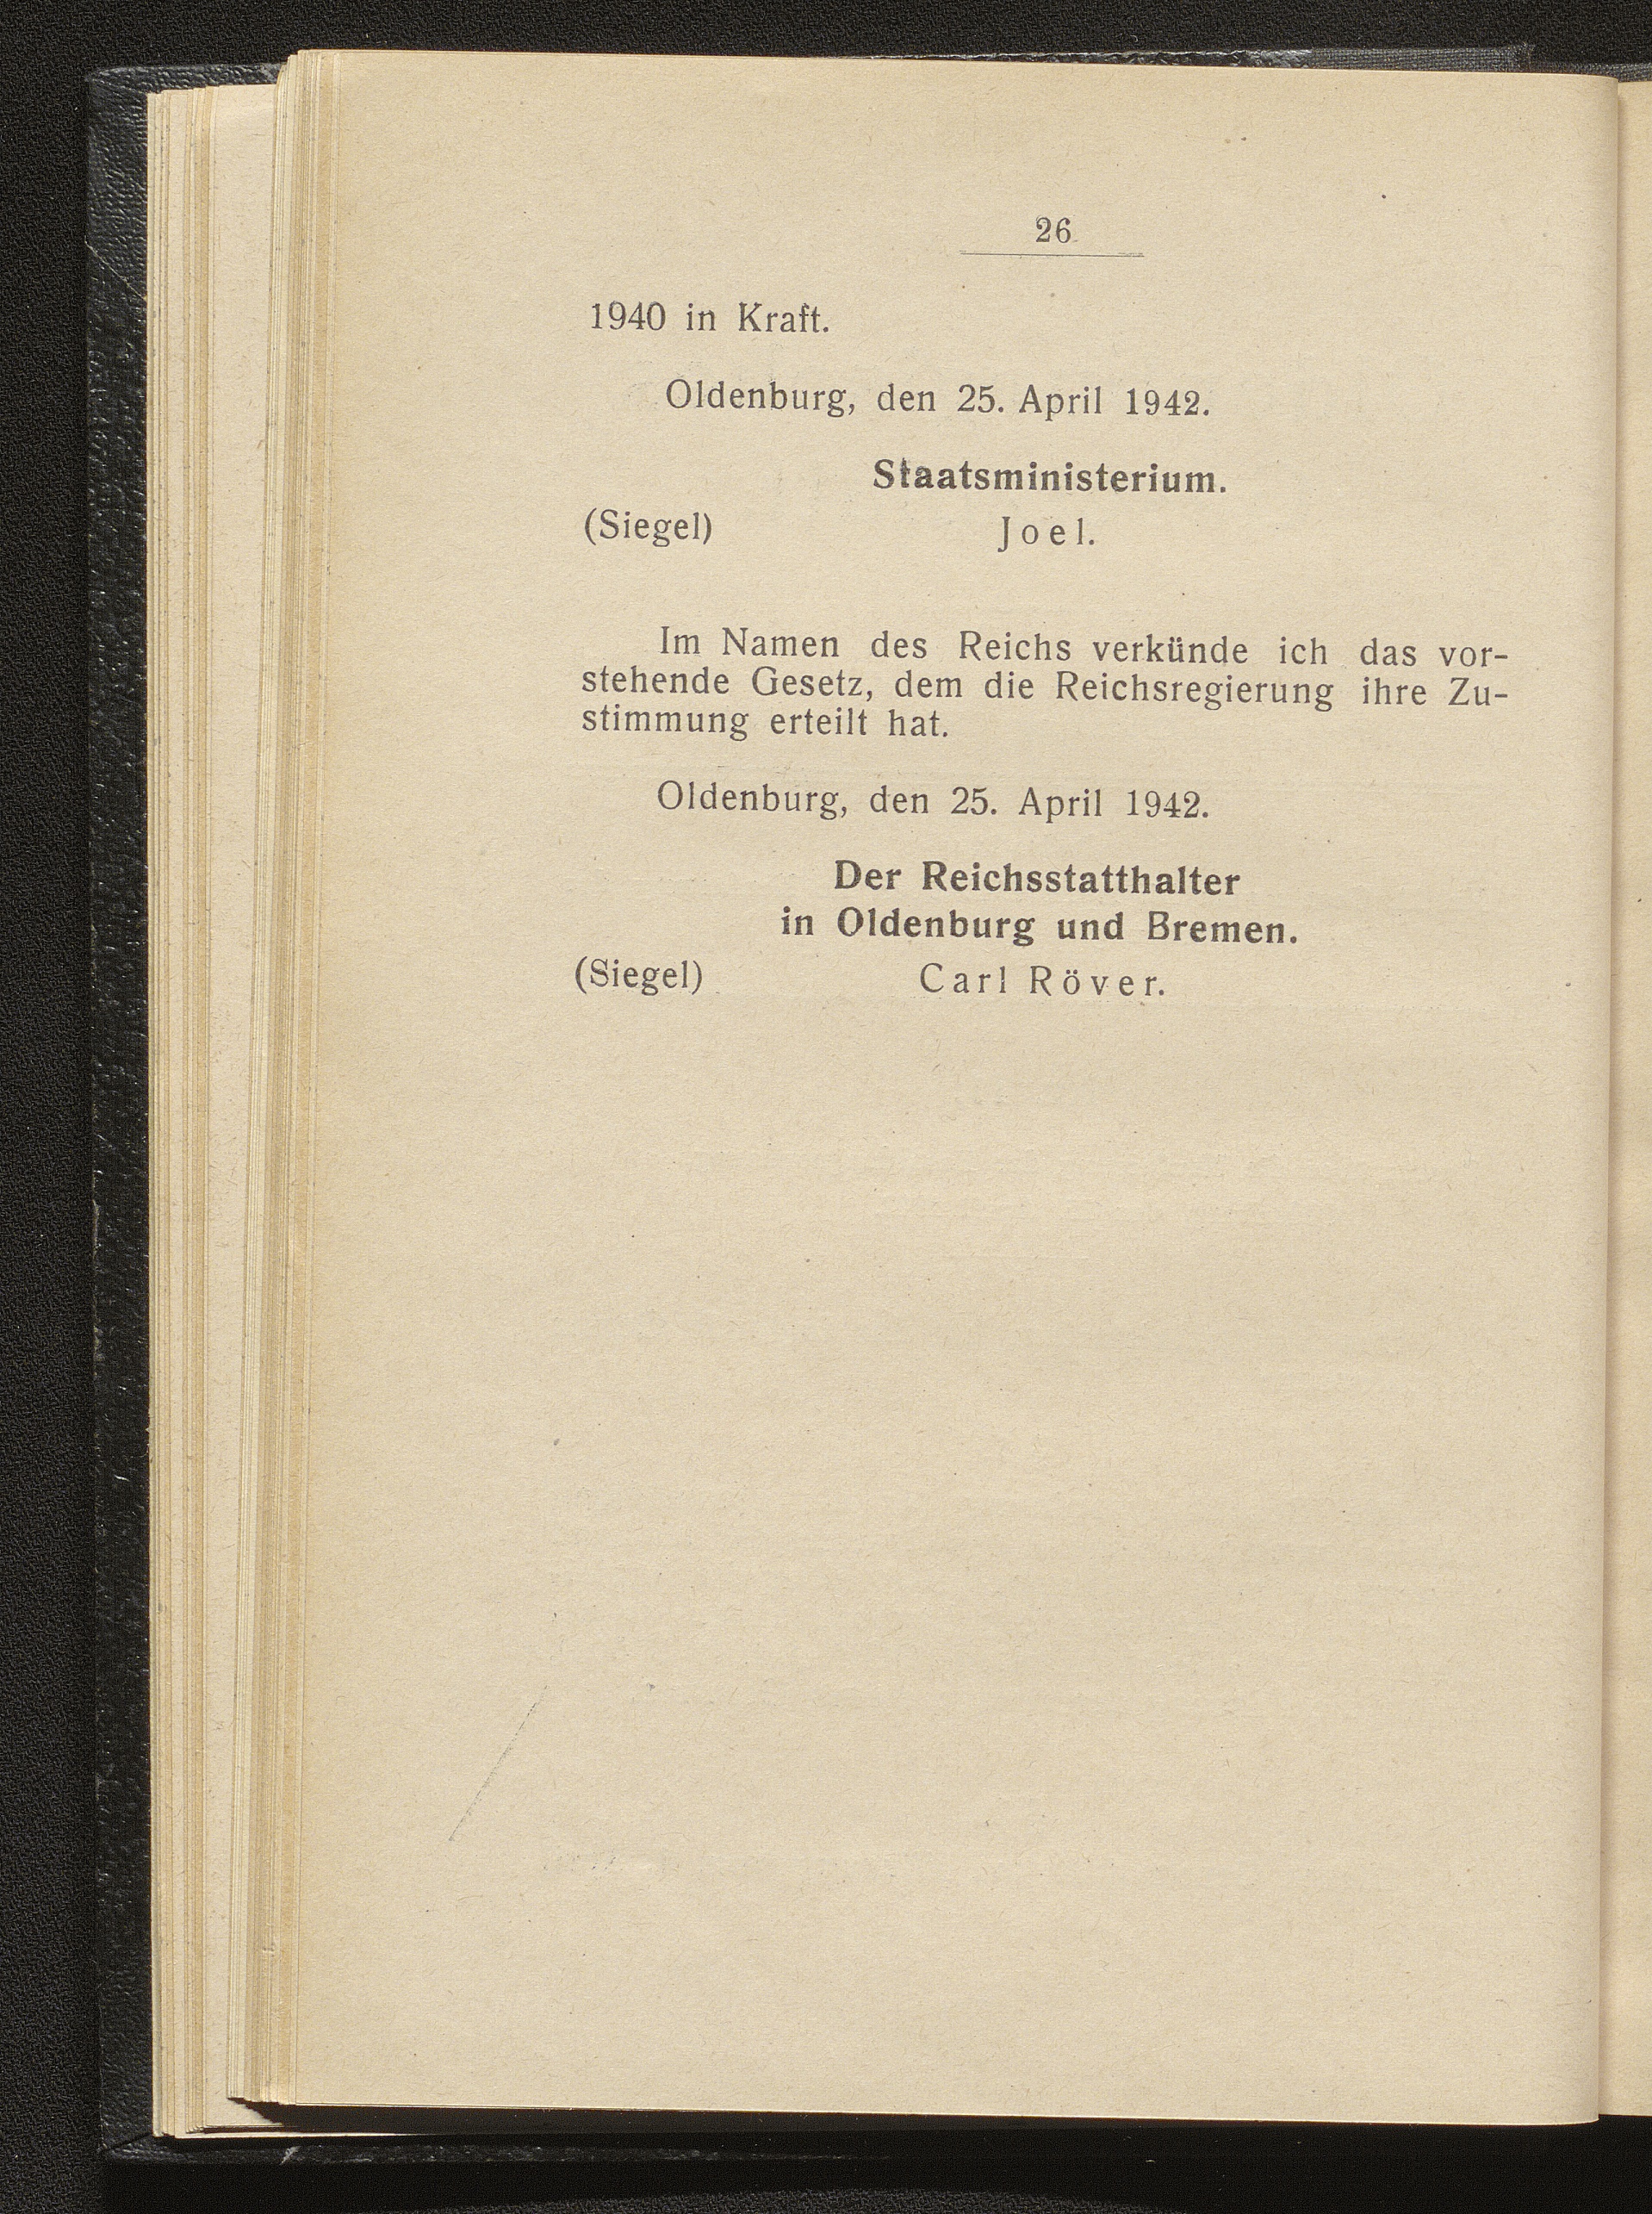 26
1940 in Kraft.
Oldenburg, den 25. April 1942.
Staatsministerium.
(Siegel) Joel.
Im Namen des Reichs verkünde ich das vor-
stehende Gesetz, dem die Reichsregierung ihre Zu-
stimmung erteilt hat.
Oldenburg, den 25. April 1942.
Der Reichsstatthalter
in Oldenburg und Bremen.
(Siegel) Carl Röver.